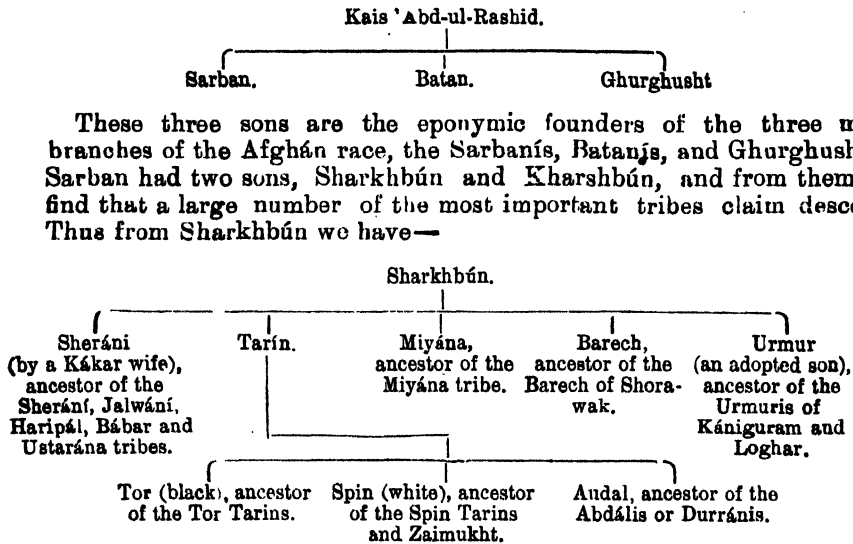 Kais 'Abd-ul-Rashid.
Sarban. Batan. Ghurghusht
These three sons are the eponymic founders of the three
branches of the Afghán race, the Sarbanís, Batanís, and
Sarban had two sons, Sharkhbún and Kharshbún, and from them
find that a large number of the most important tribes claim
Thus from Sharkhbún we have—
Sharkhbún.
Sheráni
(by a Kákar wife),
ancestor of the
Sherání, Jalwání,
Haripál, Bábar and
Ustarána tribes.
Tarín.
Miyána,
ancestor of the
Miyána tribe.
Barech,
ancestor of the
Barech of Shora-
wak.
Urmur
(an adopted son),
ancestor of the
Urmuris of
Kániguram and
Loghar.
Tor (black), ancestor
of the Tor Tarins.
Spin (white), ancestor
of the Spin Tarins
and Zaimukht.
Audal, ancestor of the
Abdális or Durránis.